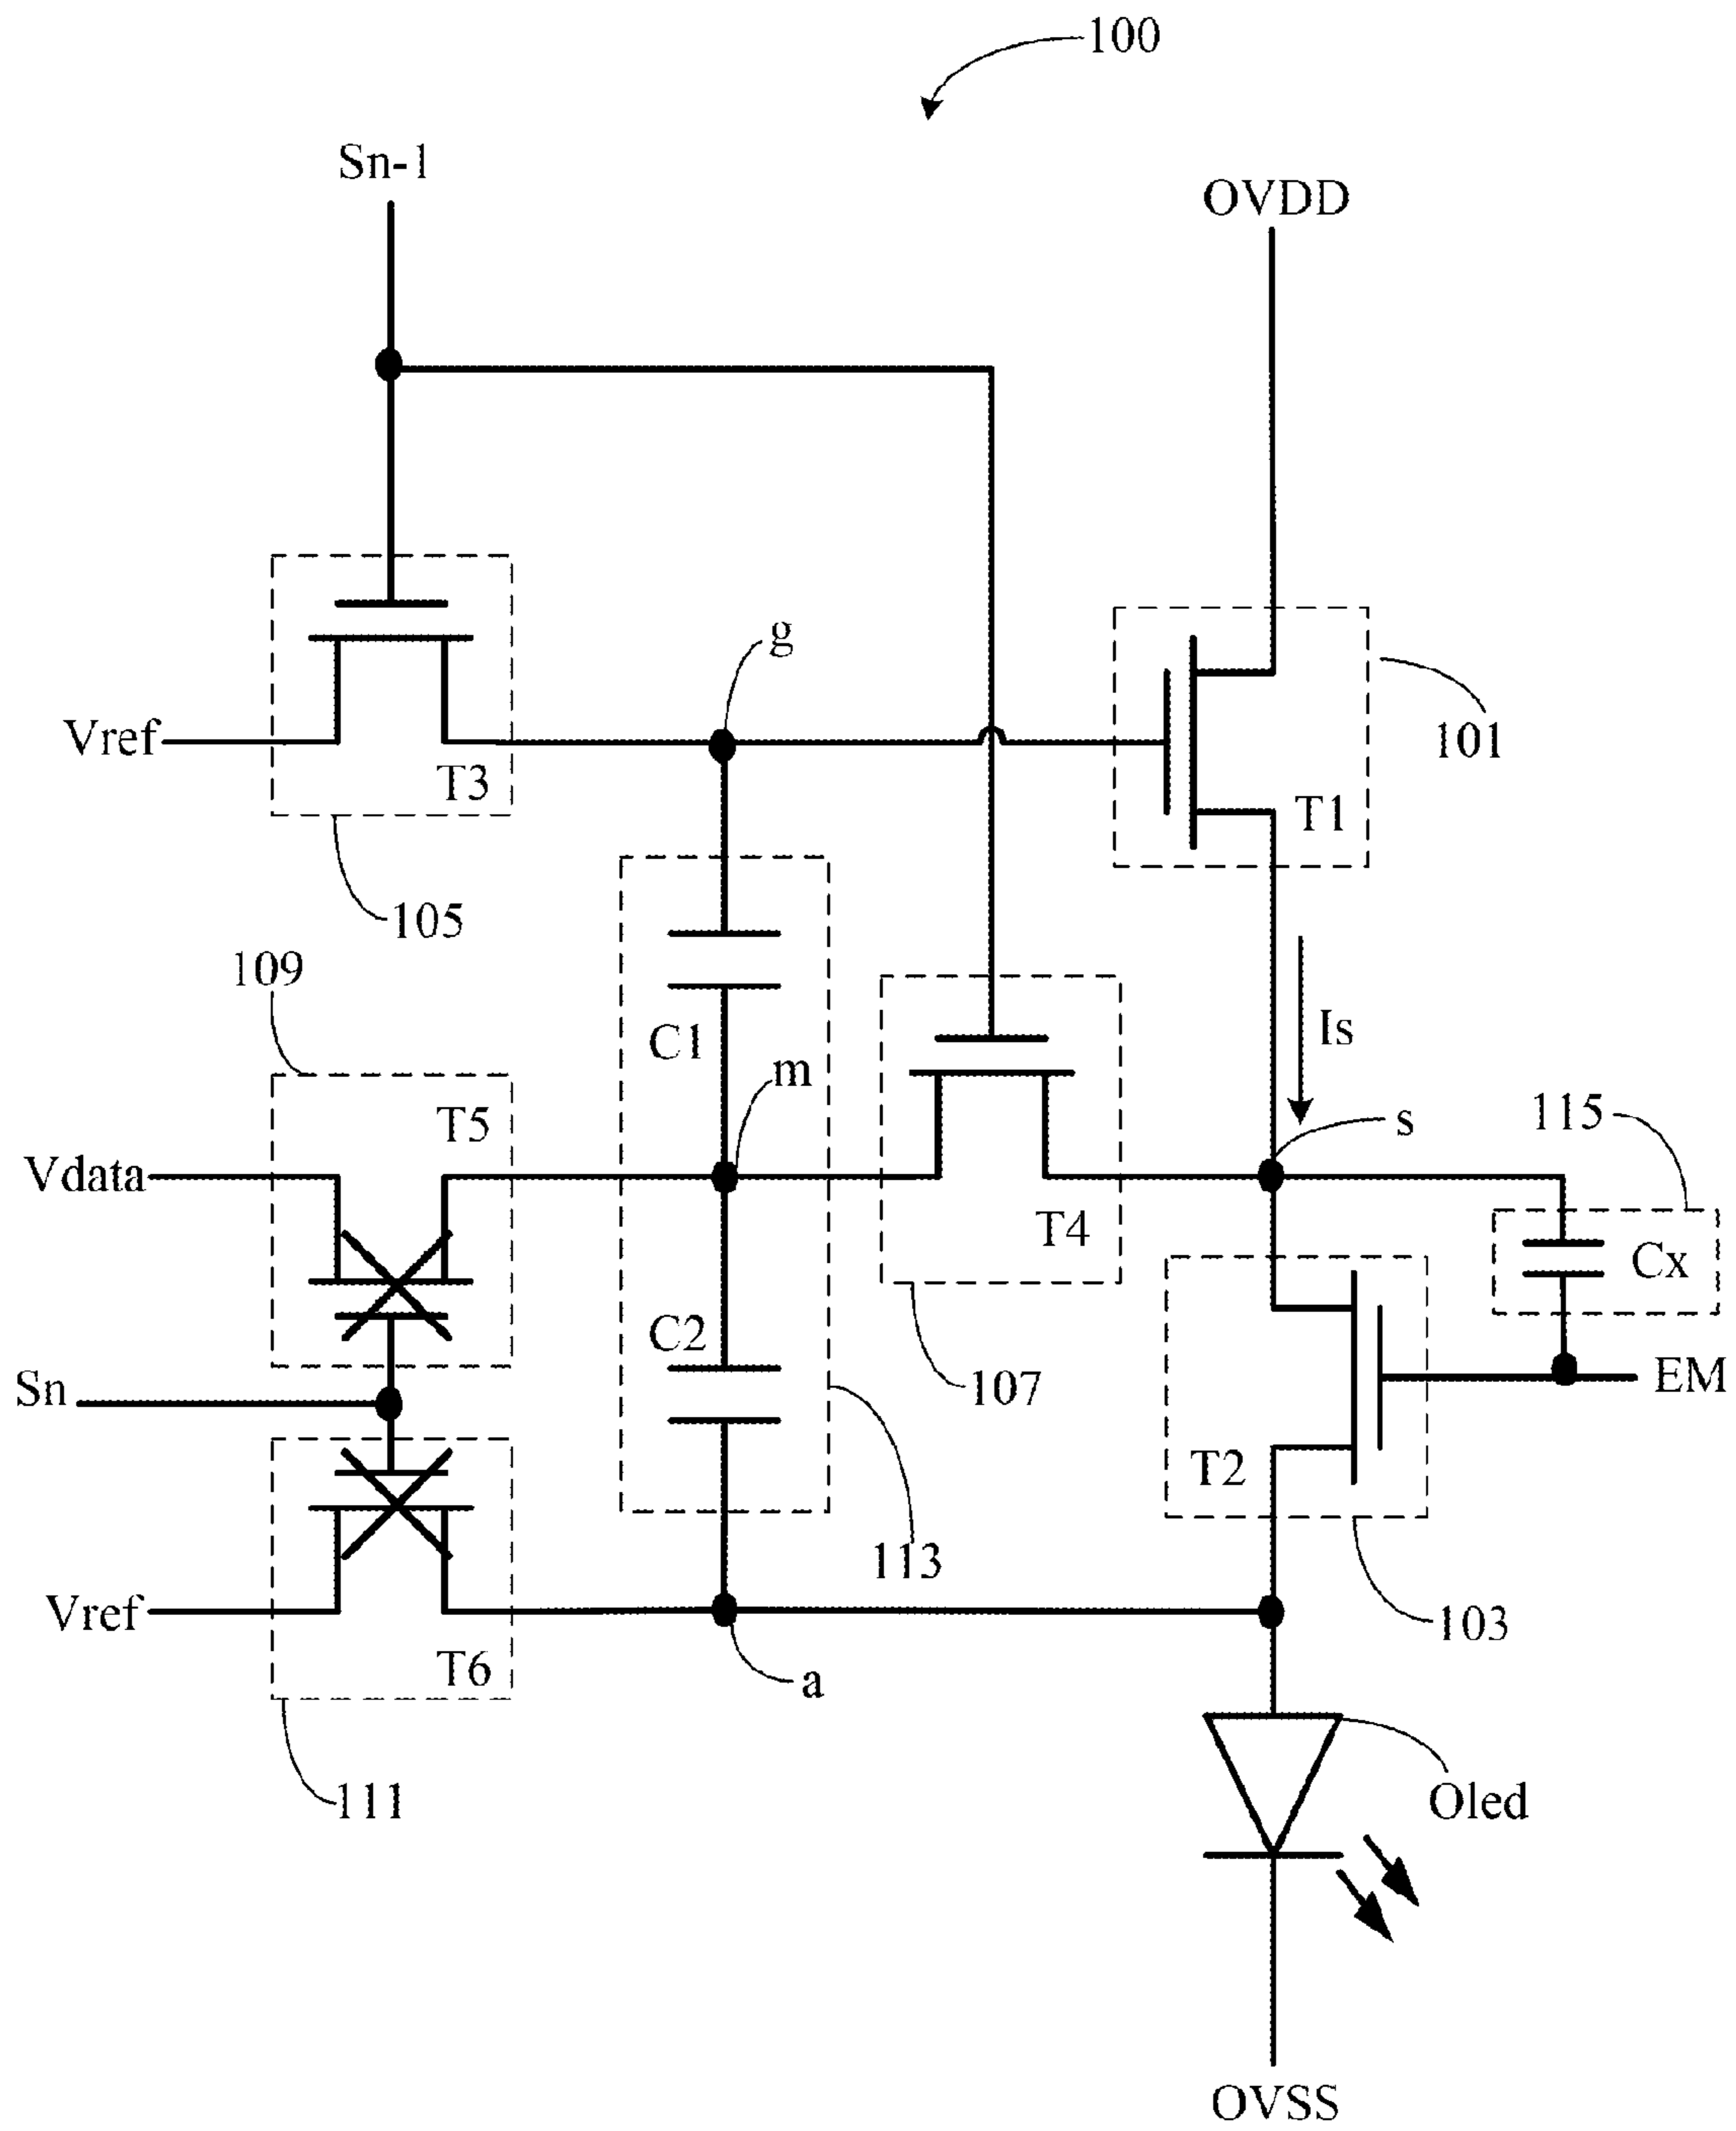 100
Sn-1
OVDD
g
Vref
T3
101
T1
105
109
Is
C1
m
T5
s
115
Vdata
T4
Cx
C2
Sn
107
EM
T2
113
Vref
103
T6
a
111
Oled
OVSS